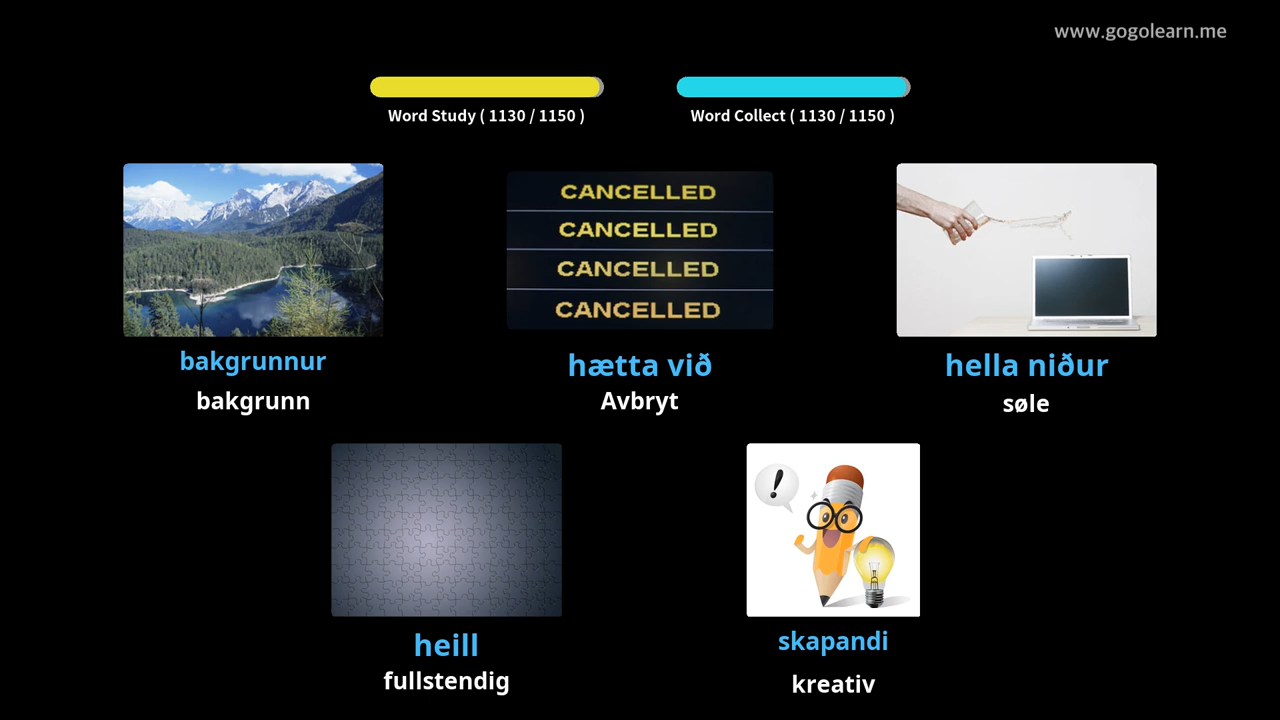 www.gogolearn.me
Word Study ( 1130 / 1150 )
Word Collect ( 1130 / 1150 )
CANCELLED
CANCELLED
CANCELLED
CANCELLED
bakgrunnur
bakgrunn
hætta við
Avbryt
hella niður
søle
!
heill
fullstendig
skapandi
kreativ